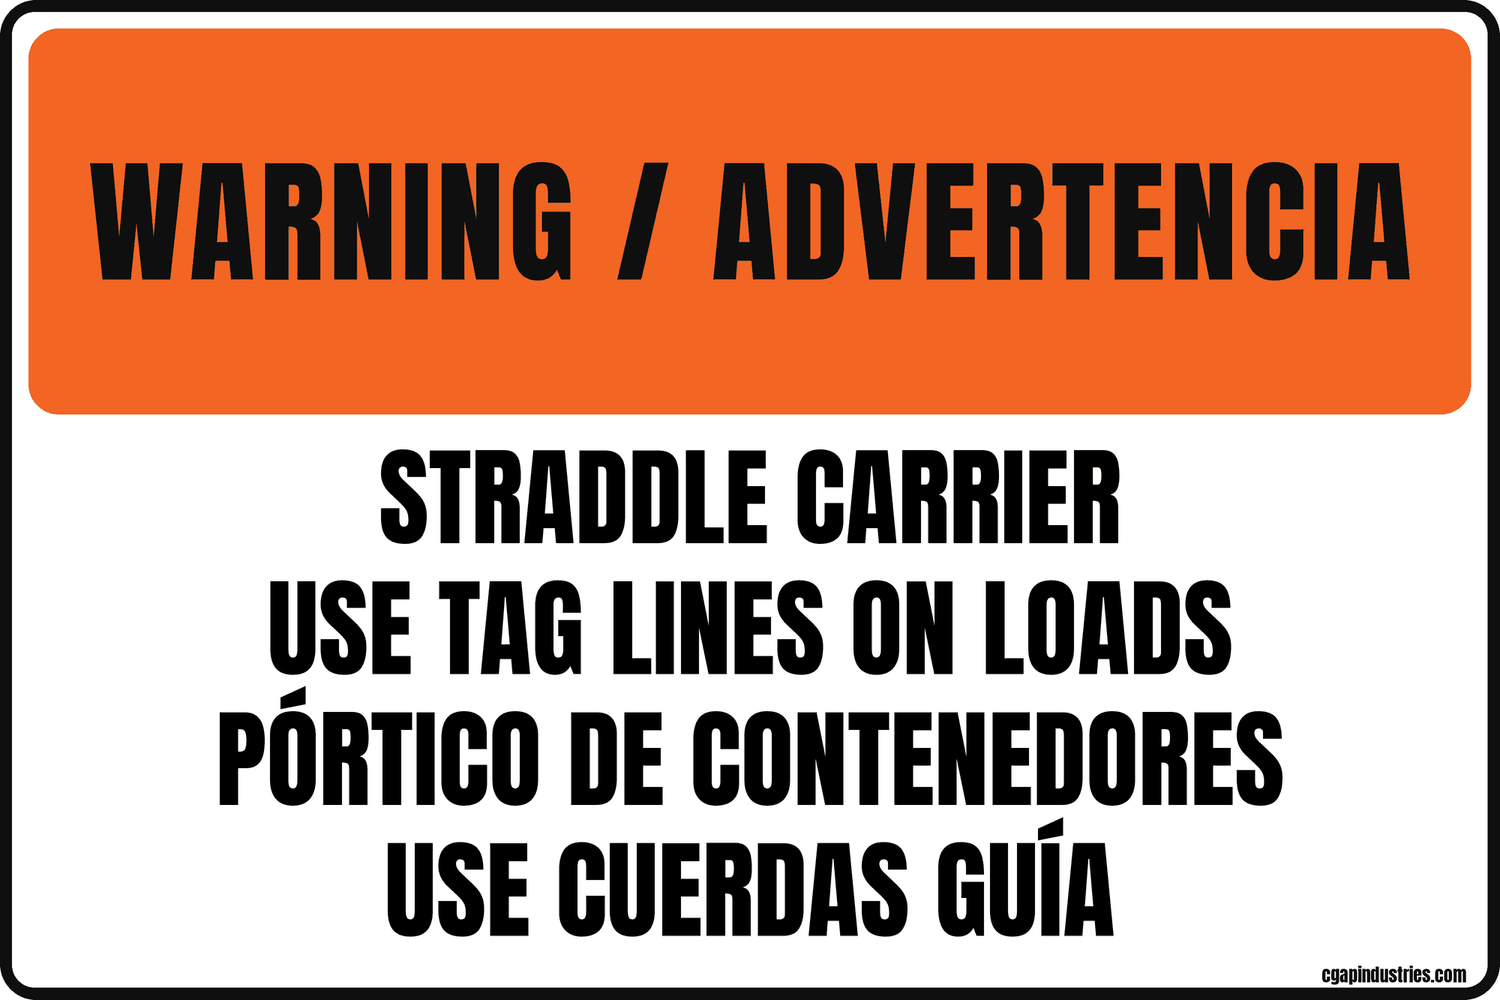 WARNING / ADVERTENCIA
STRADDLE CARRIER
USE TAG LINES ON LOADS
PÓRTICO DE CONTENEDORES
USE CUERDAS GUÍA
cgapindustries.com